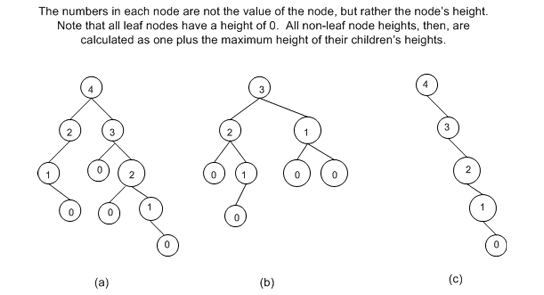 The numbers in each node are not the value of the node, but rather the node's height.
Note that all leaf nodes have a height of 0.  All non-leaf node heights, then, are
calculated as one plus the maximum height of their children's heights.
4
2 3
1 0 2
0 0 1
0
(a)
3
2 1
0 1 0 0
0
(b)
4
3
2
1
0
(c)